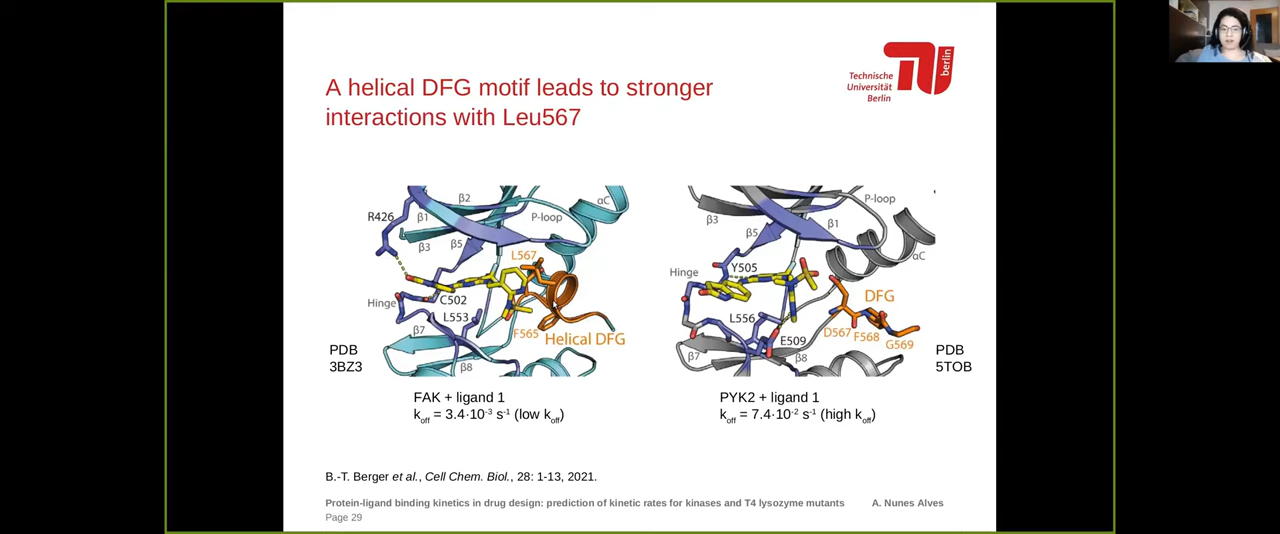 A helical DFG motif leads to stronger
interactions with Leu567
Technische
Universität
Berlin
berlin
R426
β2
β1
β3
β5
P-loop
αC
L567
Hinge
C502
L553
F565
Helical DFG
β7
β8
PDB
3BZ3
β3
β5
β1
P-loop
αC
Hinge
Y505
DFG
L556
E509
D567
F568
G569
β7
β8
PDB
5TOB
FAK + ligand 1
koff = 3.4·10-3 s-1 (low koff)
PYK2 + ligand 1
koff = 7.4·10-2 s-1 (high koff)
B.-T. Berger et al., Cell Chem. Biol., 28: 1-13, 2021.
Protein-ligand binding kinetics in drug design: prediction of kinetic rates for kinases and T4 lysozyme mutants A. Nunes Alves
Page 29